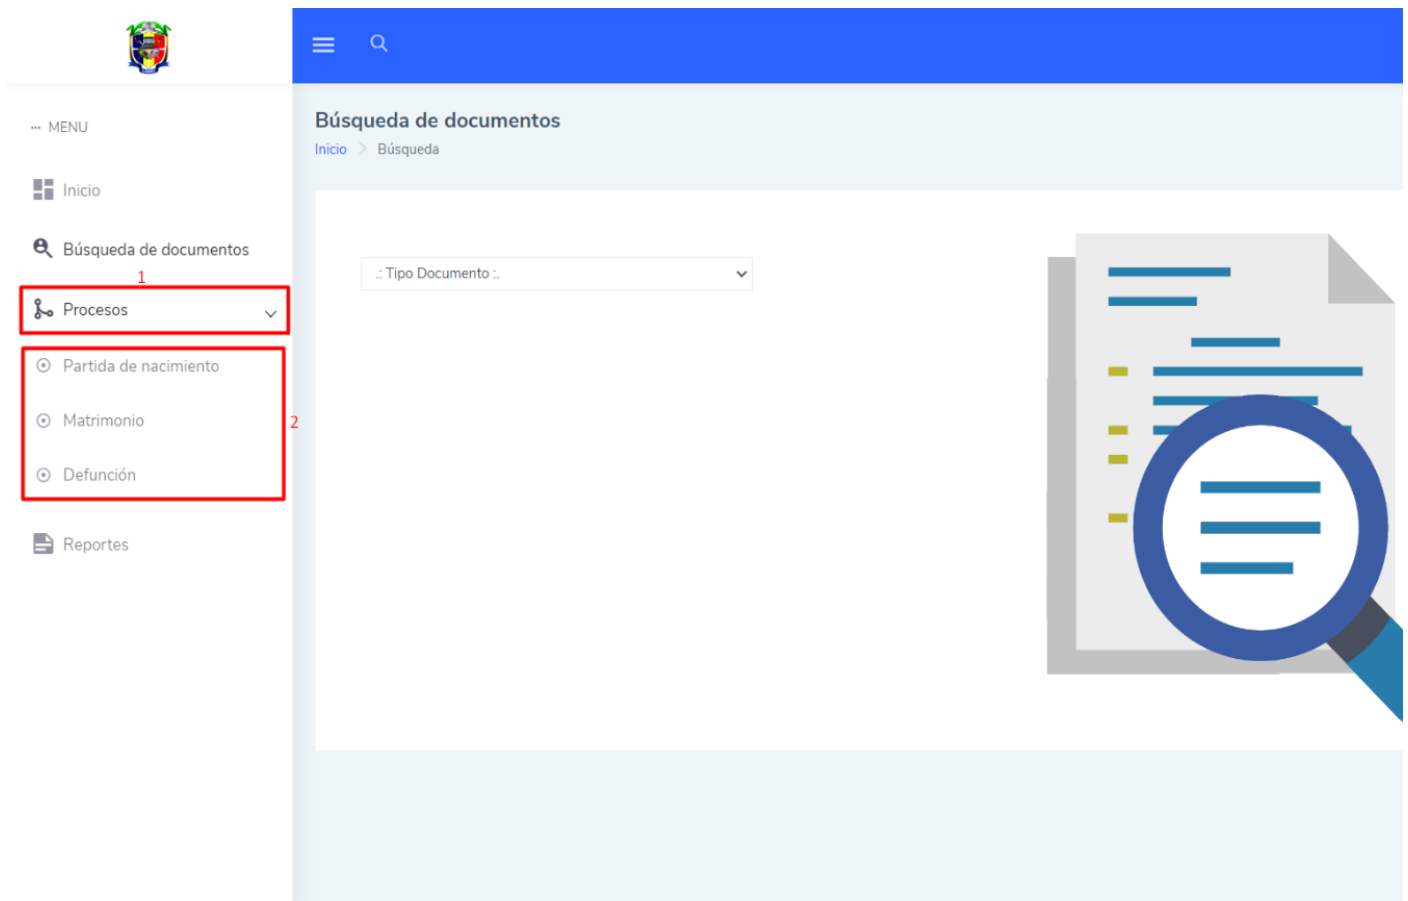 ··· MENU
Inicio
Búsqueda de documentos
1
Procesos
Partida de nacimiento
Matrimonio
2
Defunción
Reportes
Búsqueda de documentos
Inicio > Búsqueda
.: Tipo Documento :.